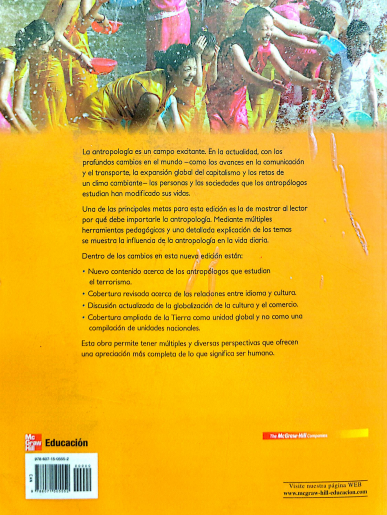 La antropología es un campo excitante. En la actualidad, con los
profundos cambios en el mundo –como los avances en la comunicación
y el transporte, la expansión global del capitalismo y los retos de
un clima cambiante– las personas y las sociedades que los antropólogos
estudian han modificado sus vidas.
Una de las principales metas para esta edición es la de mostrar al lector
por qué debe importarle la antropología. Mediante múltiples
herramientas pedagógicas y una detallada explicación de los temas
se muestra la influencia de la antropología en la vida diaria.
Dentro de los cambios en esta nueva edición están:
• Nuevo contenido acerca de los antropólogos que estudian
el terrorismo.
• Cobertura revisada acerca de las relaciones entre idioma y cultura.
• Discusión actualizada de la globalización de la cultura y el comercio.
• Cobertura ampliada de la Tierra como unidad global y no como una
compilación de unidades nacionales.
Esta obra permite tener múltiples y diversas perspectivas que ofrecen
una apreciación más completa de lo que significa ser humano.
Mc
Graw
Hill
Educación
The McGraw-Hill Companies
Visite nuestra página WEB
www.mcgraw-hill-educacion.com